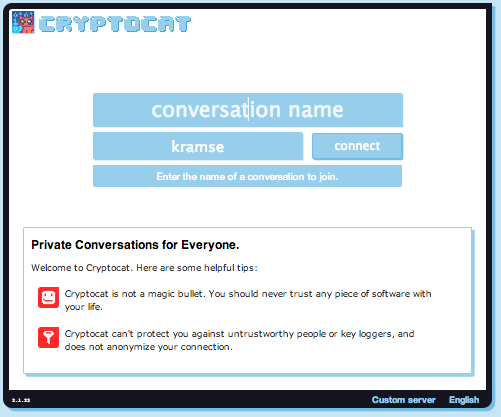 CRYPTOCAT
conversation name
kramse
connect
Enter the name of a conversation to join.
Private Conversations for Everyone.
Welcome to Cryptocat. Here are some helpful tips:
Cryptocat is not a magic bullet. You should never trust any piece of software with
your life.
Cryptocat can't protect you against untrustworthy people or key loggers, and
does not anonymize your connection.
2.1.23
Custom server
English